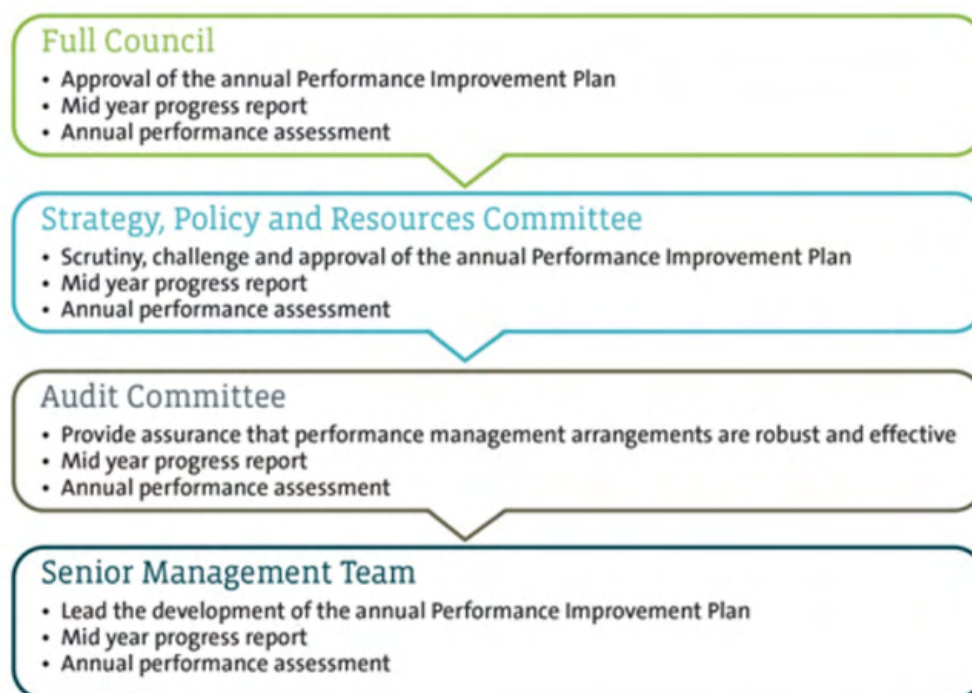 Full Council
• Approval of the annual Performance Improvement Plan
• Mid year progress report
• Annual performance assessment
Strategy, Policy and Resources Committee
• Scrutiny, challenge and approval of the annual Performance Improvement Plan
• Mid year progress report
• Annual performance assessment
Audit Committee
• Provide assurance that performance management arrangements are robust and effective
• Mid year progress report
• Annual performance assessment
Senior Management Team
• Lead the development of the annual Performance Improvement Plan
• Mid year progress report
• Annual performance assessment